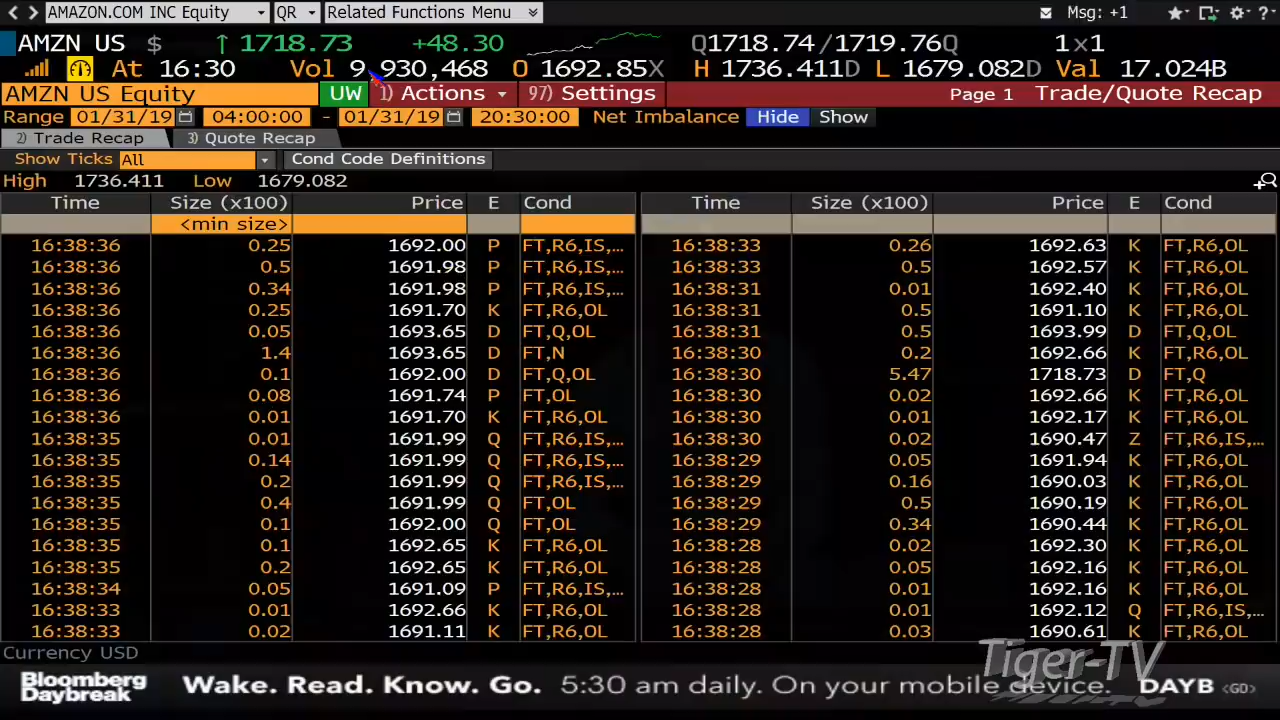 AMAZON.COM INC Equity QR Related Functions Menu Msg: +1
AMZN US $ ↑ 1718.73 +48.30 Q1718.74/1719.76Q 1x1
At 16:30 Vol 9,930,468 O 1692.85X H 1736.411D L 1679.082D Val 17.024B
AMZN US Equity UW 1) Actions 97) Settings Page 1 Trade/Quote Recap
Range 01/31/19 04:00:00 - 01/31/19 20:30:00 Net Imbalance Hide Show
2) Trade Recap 3) Quote Recap
Show Ticks All Cond Code Definitions
High 1736.411 Low 1679.082
Time Size (x100) Price E Cond Time Size (x100) Price E Cond
<min size>
16:38:36 0.25 1692.00 P FT,R6,IS,... 16:38:33 0.26 1692.63 K FT,R6,OL
16:38:36 0.5 1691.98 P FT,R6,IS,... 16:38:33 0.5 1692.57 K FT,R6,OL
16:38:36 0.34 1691.98 P FT,R6,IS,... 16:38:31 0.01 1692.40 K FT,R6,OL
16:38:36 0.25 1691.70 K FT,R6,OL 16:38:31 0.5 1691.10 K FT,R6,OL
16:38:36 0.05 1693.65 D FT,Q,OL 16:38:31 0.5 1693.99 D FT,Q,OL
16:38:36 1.4 1693.65 D FT,N 16:38:30 0.2 1692.66 K FT,R6,OL
16:38:36 0.1 1692.00 D FT,Q,OL 16:38:30 5.47 1718.73 D FT,Q
16:38:36 0.08 1691.74 P FT,OL 16:38:30 0.02 1692.66 K FT,R6,OL
16:38:36 0.01 1691.70 K FT,R6,OL 16:38:30 0.01 1692.17 K FT,R6,OL
16:38:35 0.01 1691.99 Q FT,R6,IS,... 16:38:30 0.02 1690.47 Z FT,R6,IS,...
16:38:35 0.14 1691.99 Q FT,R6,IS,... 16:38:29 0.05 1691.94 K FT,R6,OL
16:38:35 0.2 1691.99 Q FT,R6,IS,... 16:38:29 0.16 1690.03 K FT,R6,OL
16:38:35 0.4 1691.99 Q FT,OL 16:38:29 0.5 1690.19 K FT,R6,OL
16:38:35 0.1 1692.00 Q FT,OL 16:38:29 0.34 1690.44 K FT,R6,OL
16:38:35 0.1 1692.65 K FT,R6,OL 16:38:28 0.02 1692.30 K FT,R6,OL
16:38:35 0.2 1692.65 K FT,R6,OL 16:38:28 0.05 1692.16 K FT,R6,OL
16:38:34 0.05 1691.09 P FT,R6,IS,... 16:38:28 0.01 1692.16 K FT,R6,OL
16:38:33 0.01 1692.66 K FT,R6,OL 16:38:28 0.01 1692.12 Q FT,R6,IS,...
16:38:33 0.02 1691.11 K FT,R6,OL 16:38:28 0.03 1690.61 K FT,R6,OL
Currency USD
Tiger-TV
Bloomberg Daybreak Wake. Read. Know. Go. 5:30 am daily. On your mobile device. DAYB <GO>